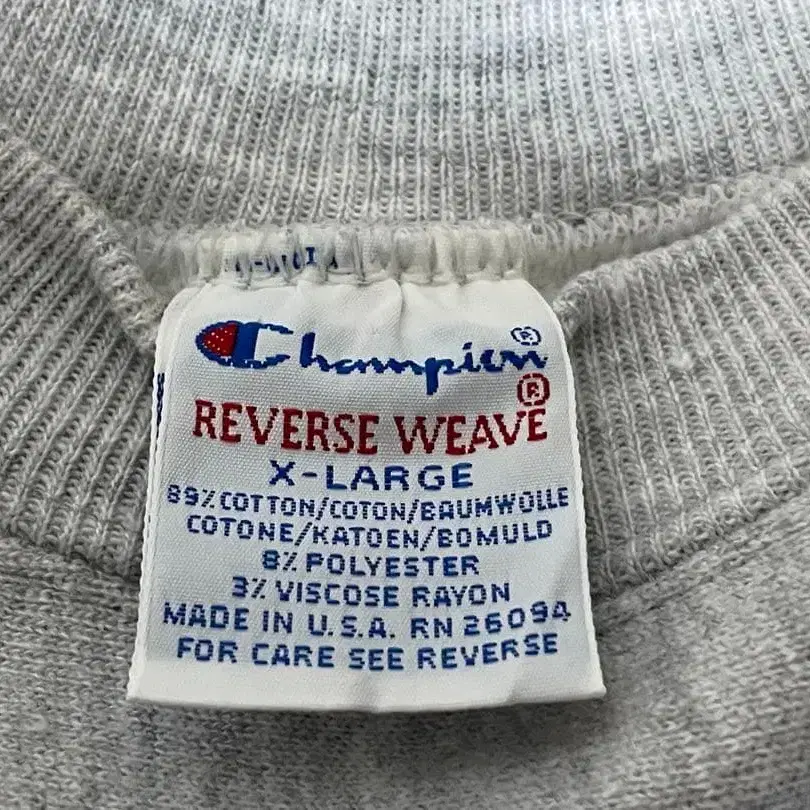 Champion®
REVERSE WEAVE®
X-LARGE
89% COTTON/COTON/BAUMWOLLE
COTONE/KATOEN/BOMULD
8% POLYESTER
3% VISCOSE RAYON
MADE IN U.S.A. RN 26094
FOR CARE SEE REVERSE